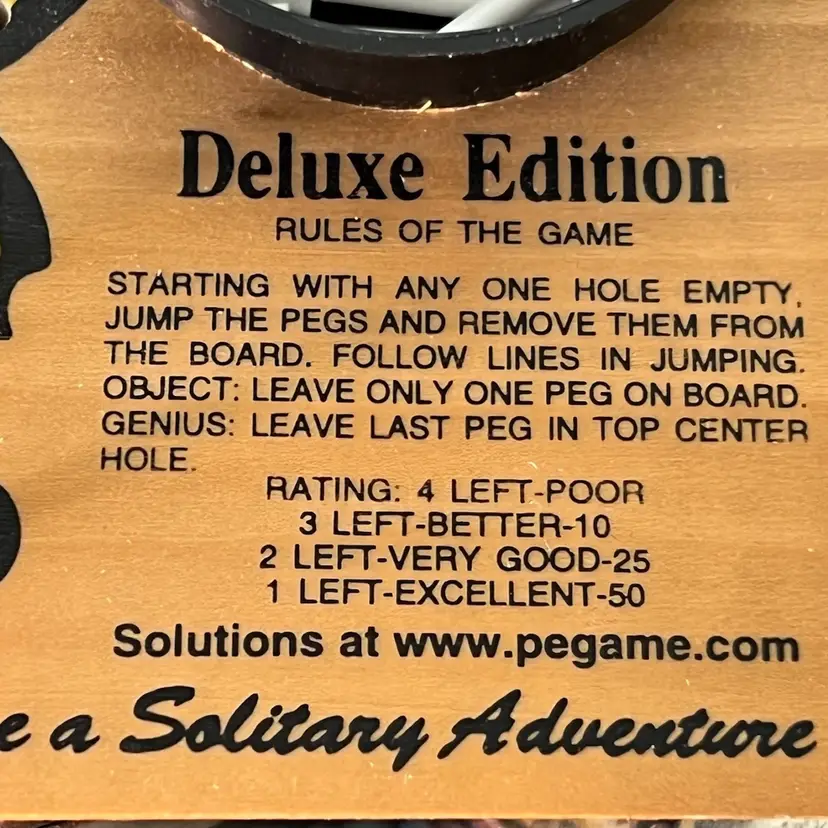 Deluxe Edition
RULES OF THE GAME
STARTING WITH ANY ONE HOLE EMPTY,
JUMP THE PEGS AND REMOVE THEM FROM
THE BOARD. FOLLOW LINES IN JUMPING.
OBJECT: LEAVE ONLY ONE PEG ON BOARD.
GENIUS: LEAVE LAST PEG IN TOP CENTER
HOLE.
RATING: 4 LEFT-POOR
3 LEFT-BETTER-10
2 LEFT-VERY GOOD-25
1 LEFT-EXCELLENT-50
Solutions at www.pegame.com
a Solitary Adventure